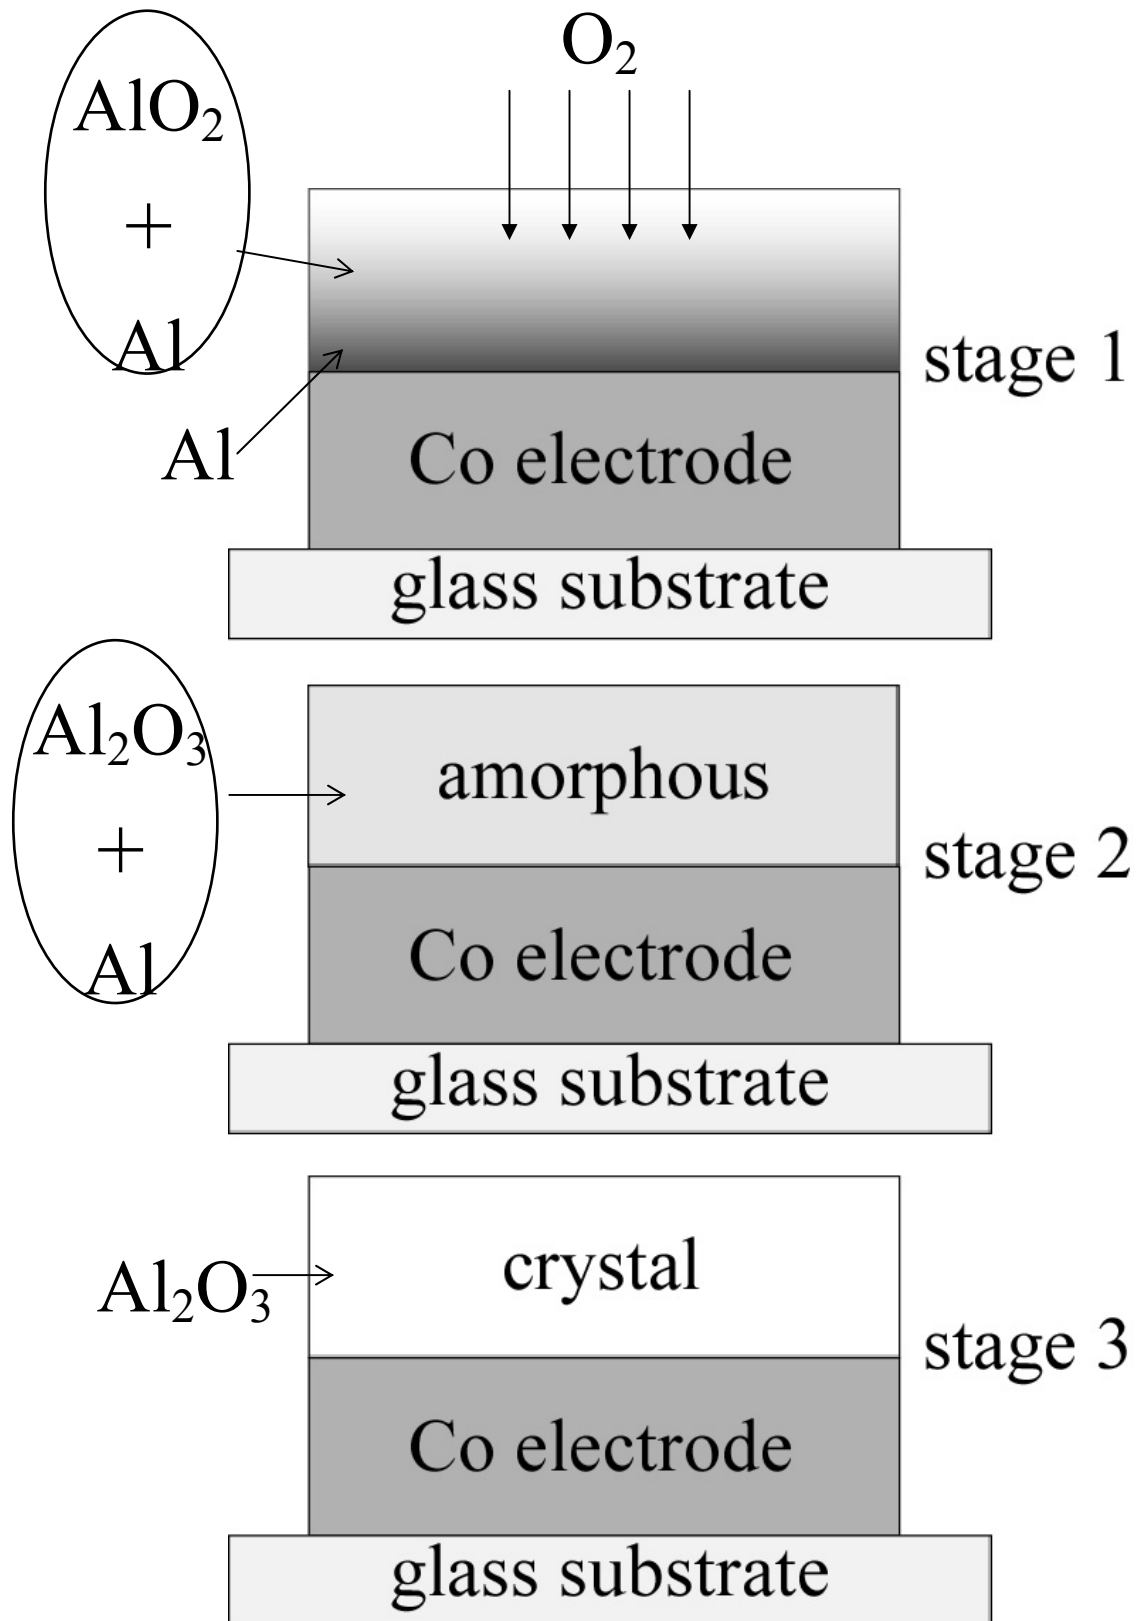 O₂
AlO₂
+
Al
stage 1
Al
Co electrode
glass substrate
Al₂O₃
+
Al
amorphous
stage 2
Co electrode
glass substrate
Al₂O₃
crystal
stage 3
Co electrode
glass substrate